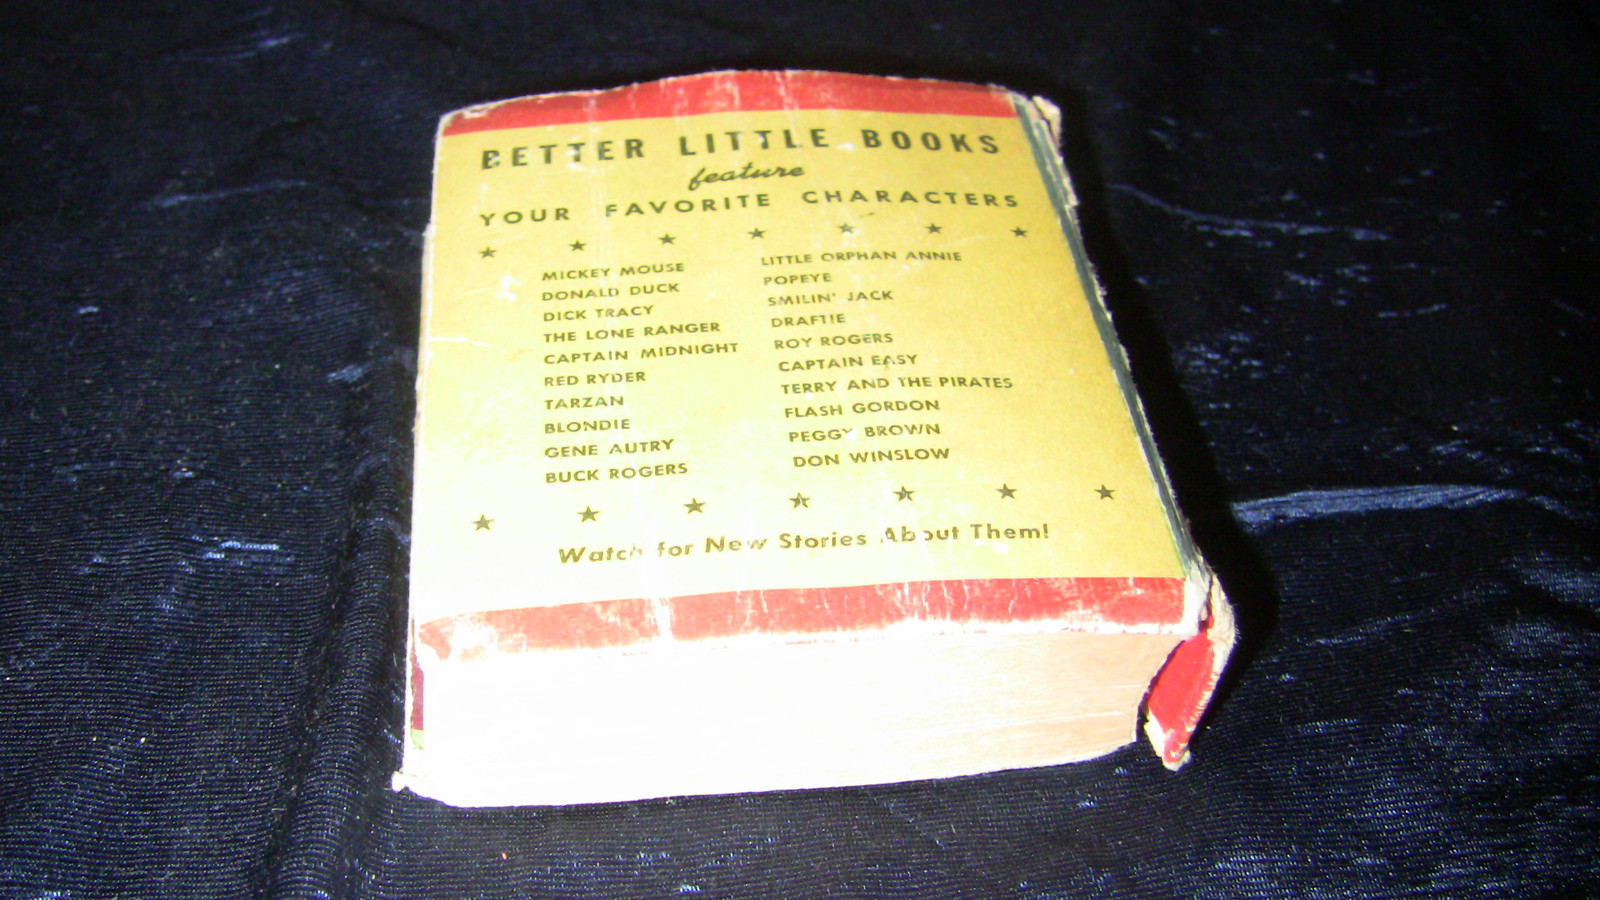 BETTER LITTLE BOOKS
feature
YOUR FAVORITE CHARACTERS
MICKEY MOUSE
DONALD DUCK
DICK TRACY
THE LONE RANGER
CAPTAIN MIDNIGHT
RED RYDER
TARZAN
BLONDIE
GENE AUTRY
BUCK ROGERS
LITTLE ORPHAN ANNIE
POPEYE
SMILIN' JACK
DRAFTIE
ROY ROGERS
CAPTAIN EASY
TERRY AND THE PIRATES
FLASH GORDON
PEGGY BROWN
DON WINSLOW
Watch for New Stories About Them!